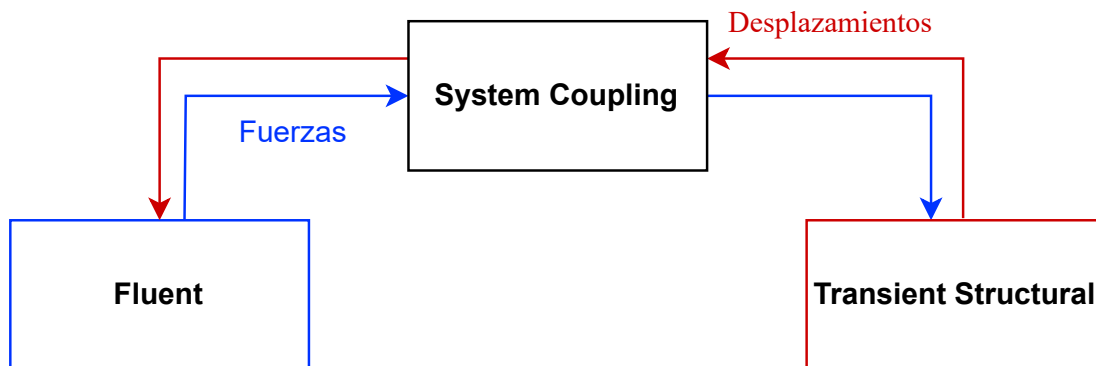 Desplazamientos
System Coupling
Fuerzas
Fluent
Transient Structural